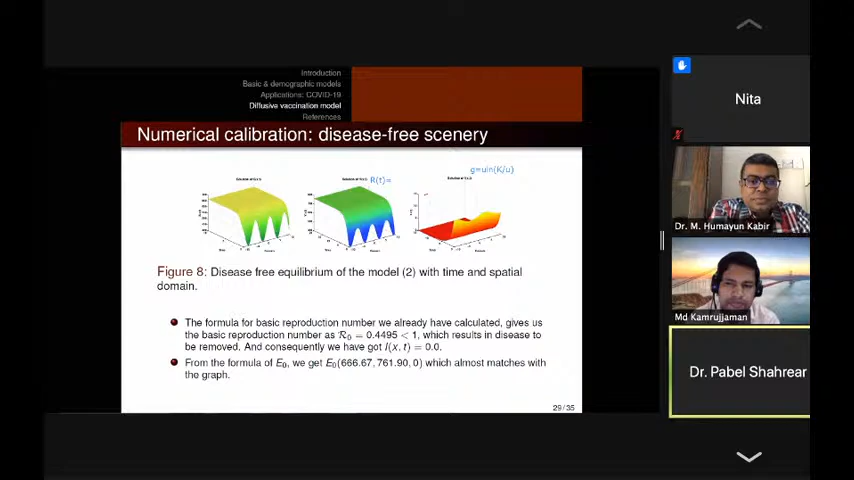 Introduction
Basic & demographic models
Applications: COVID-19
Diffusive vaccination model
References
Numerical calibration: disease-free scenery
R(t)=
g=uln(K/u)
Figure 8: Disease free equilibrium of the model (2) with time and spatial
domain.
The formula for basic reproduction number we already have calculated, gives us
the basic reproduction number as R₀ = 0.4495 < 1, which results in disease to
be removed. And consequently we have got I(x, t) = 0.0.
From the formula of E₀, we get E₀(666.67, 761.90, 0) which almost matches with
the graph.
29/35
Nita
Dr. M. Humayun Kabir
Md Kamrujjaman
Dr. Pabel Shahrear